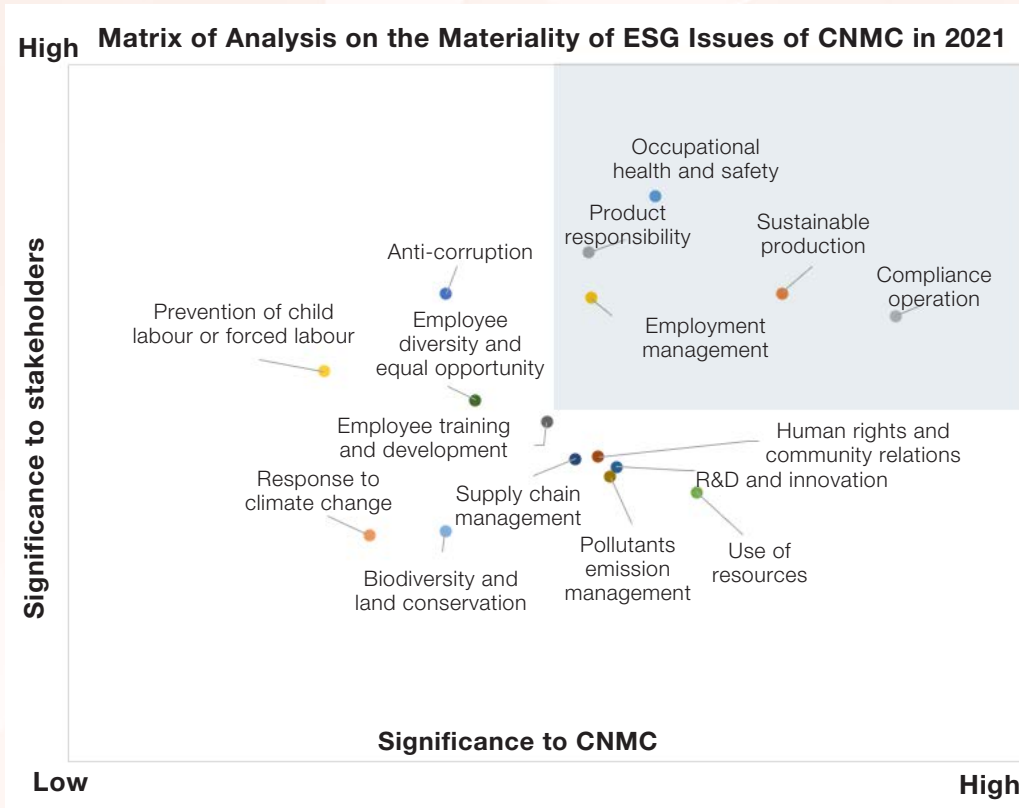 High
Matrix of Analysis on the Materiality of ESG Issues of CNMC in 2021
Occupational
health and safety
Product
responsibility
Sustainable
production
Anti-corruption
Compliance
operation
Prevention of child
labour or forced labour
Employee
diversity and
equal opportunity
Employment
management
Employee training
and development
Human rights and
community relations
R&D and innovation
Response to
climate change
Supply chain
management
Pollutants
emission
management
Use of
resources
Biodiversity and
land conservation
Significance to stakeholders
Significance to CNMC
Low
High